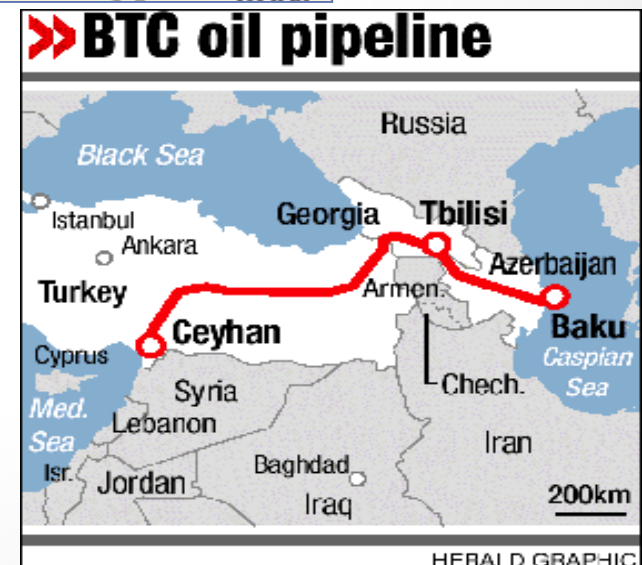 >>BTC oil pipeline
Russia
Black Sea
Istanbul
Georgia
Tbilisi
Ankara
Azerbaijan
Turkey
Armen.
Baku
Ceyhan
Cyprus
Caspian
Sea
Chech.
Syria
Med.
Sea
Lebanon
Iran
Isr.
Jordan
Baghdad
Iraq
200km
HERALD GRAPHIC